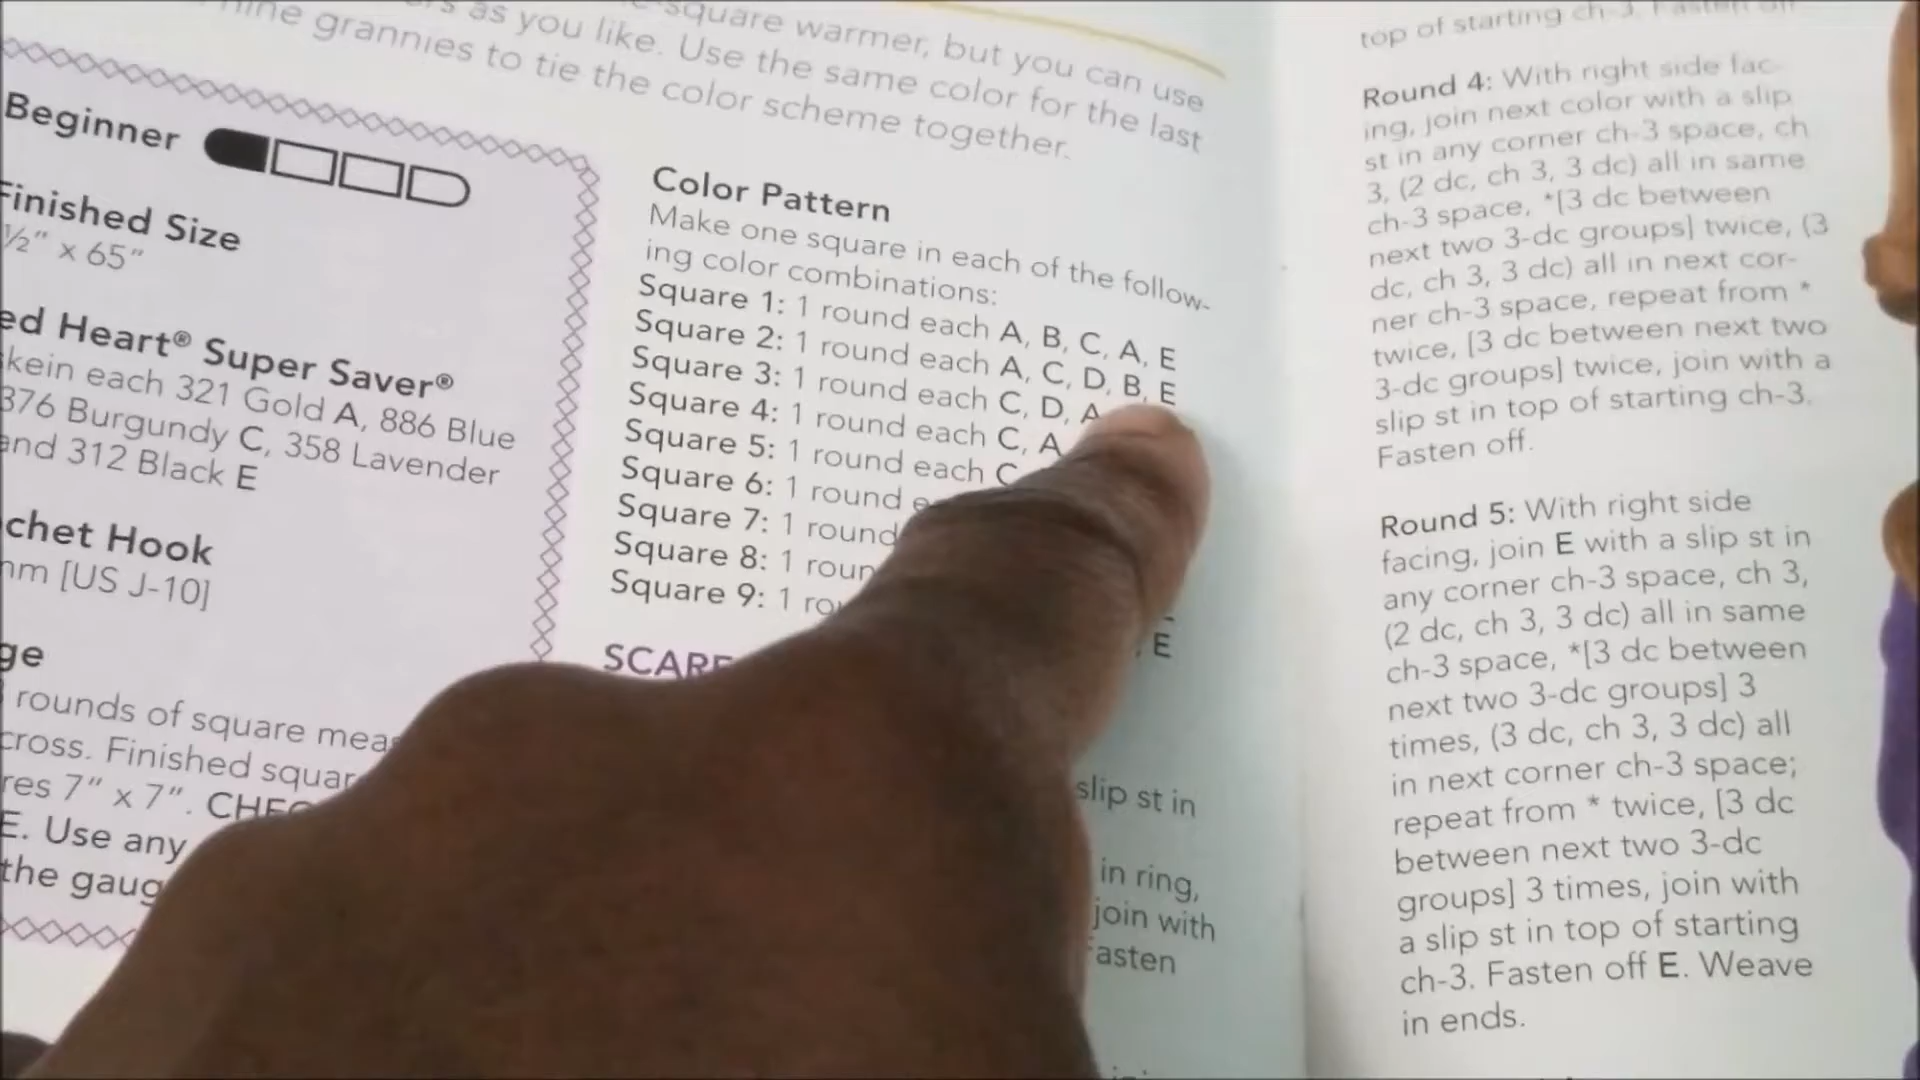 as you like. Use the same color for the last
square warmer, but you can use
grannies to tie the color scheme together.
Beginner
Finished Size
½" x 65"
ed Heart® Super Saver®
kein each 321 Gold A, 886 Blue
376 Burgundy C, 358 Lavender
and 312 Black E
chet Hook
mm [US J-10]
ge
rounds of square mea
cross. Finished squar
res 7" x 7". CHEC
E. Use any
the gaug
Color Pattern
Make one square in each of the follow-
ing color combinations:
Square 1: 1 round each A, B, C, A, E
Square 2: 1 round each A, C, D, B, E
Square 3: 1 round each C, D, A
Square 4: 1 round each C, A
Square 5: 1 round each C
Square 6: 1 round e
Square 7: 1 round
Square 8: 1 roun
Square 9: 1 rou
, E
SCARF
slip st in
in ring,
join with
Fasten
top of starting ch-3. Fasten off
Round 4: With right side fac-
ing, join next color with a slip
st in any corner ch-3 space, ch
3, (2 dc, ch 3, 3 dc) all in same
ch-3 space, *[3 dc between
next two 3-dc groups] twice, (3
dc, ch 3, 3 dc) all in next cor-
ner ch-3 space, repeat from *
twice, [3 dc between next two
3-dc groups] twice, join with a
slip st in top of starting ch-3.
Fasten off.
Round 5: With right side
facing, join E with a slip st in
any corner ch-3 space, ch 3,
(2 dc, ch 3, 3 dc) all in same
ch-3 space, *[3 dc between
next two 3-dc groups] 3
times, (3 dc, ch 3, 3 dc) all
in next corner ch-3 space;
repeat from * twice, [3 dc
between next two 3-dc
groups] 3 times, join with
a slip st in top of starting
ch-3. Fasten off E. Weave
in ends.